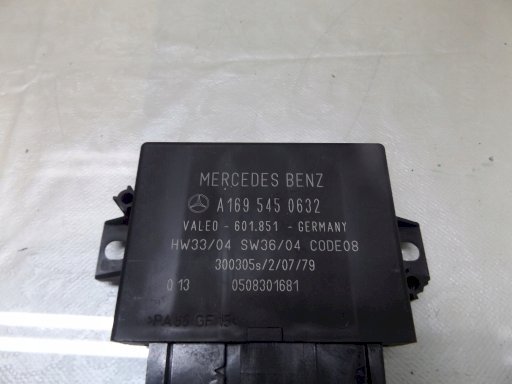 MERCEDES BENZ
A169 545 0632
VALEO - 601.851 - GERMANY
HW33/04 SW36/04 CODE08
300305s/2/07/79
0 13 0508301681